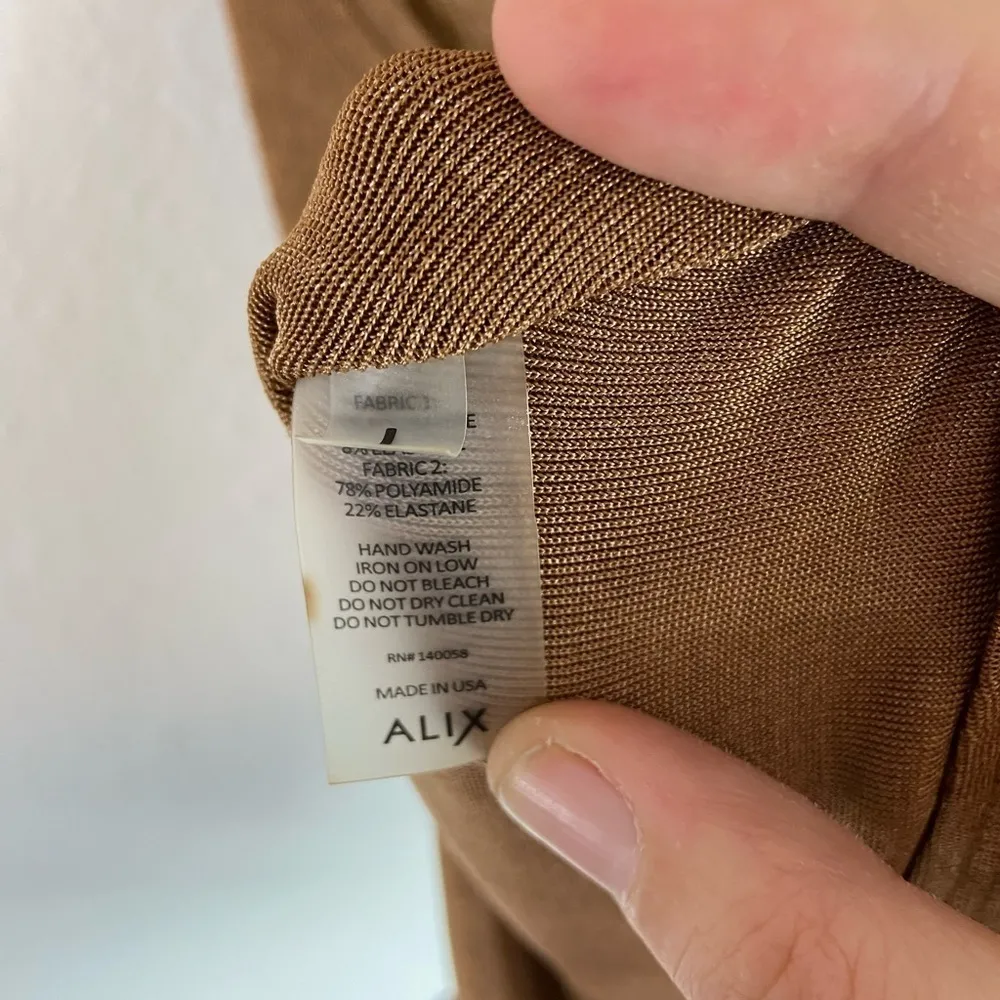 FABRIC 1:
FABRIC 2:
78% POLYAMIDE
22% ELASTANE
HAND WASH
IRON ON LOW
DO NOT BLEACH
DO NOT DRY CLEAN
DO NOT TUMBLE DRY
RN# 140058
MADE IN USA
ALIX